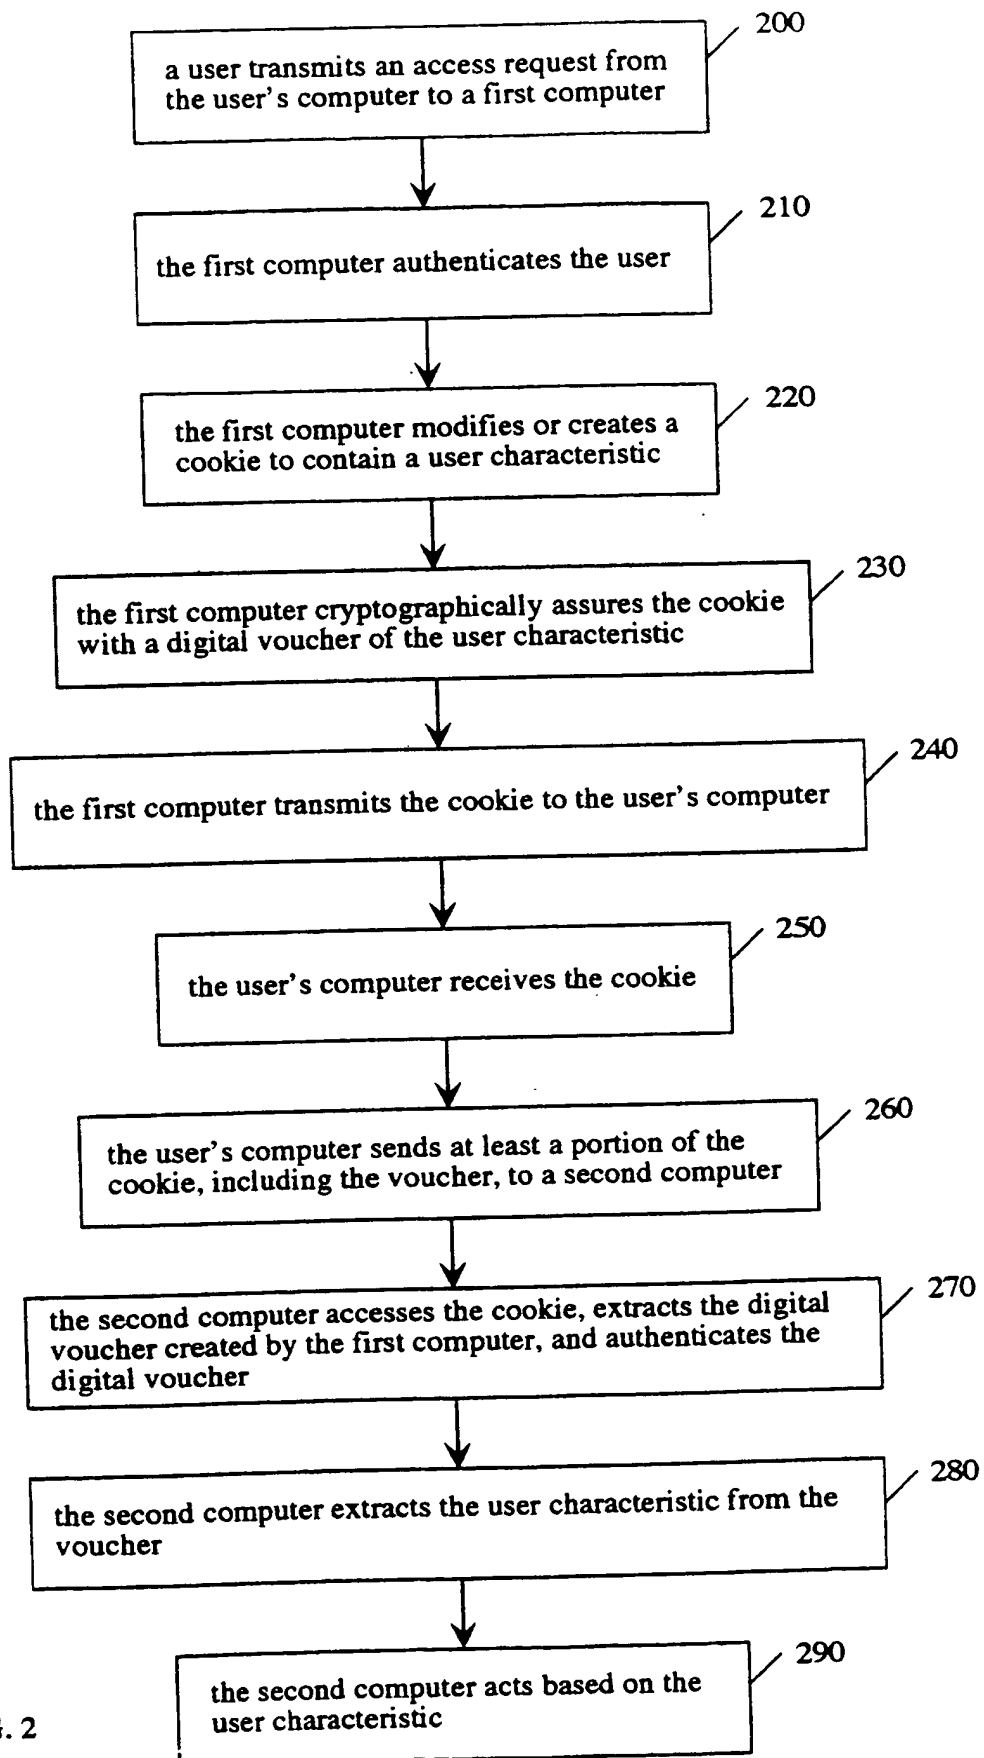 200
a user transmits an access request from
the user's computer to a first computer
210
the first computer authenticates the user
220
the first computer modifies or creates a
cookie to contain a user characteristic
230
the first computer cryptographically assures the cookie
with a digital voucher of the user characteristic
240
the first computer transmits the cookie to the user's computer
250
the user's computer receives the cookie
260
the user's computer sends at least a portion of the
cookie, including the voucher, to a second computer
270
the second computer accesses the cookie, extracts the digital
voucher created by the first computer, and authenticates the
digital voucher
280
the second computer extracts the user characteristic from the
voucher
290
the second computer acts based on the
user characteristic
. 2